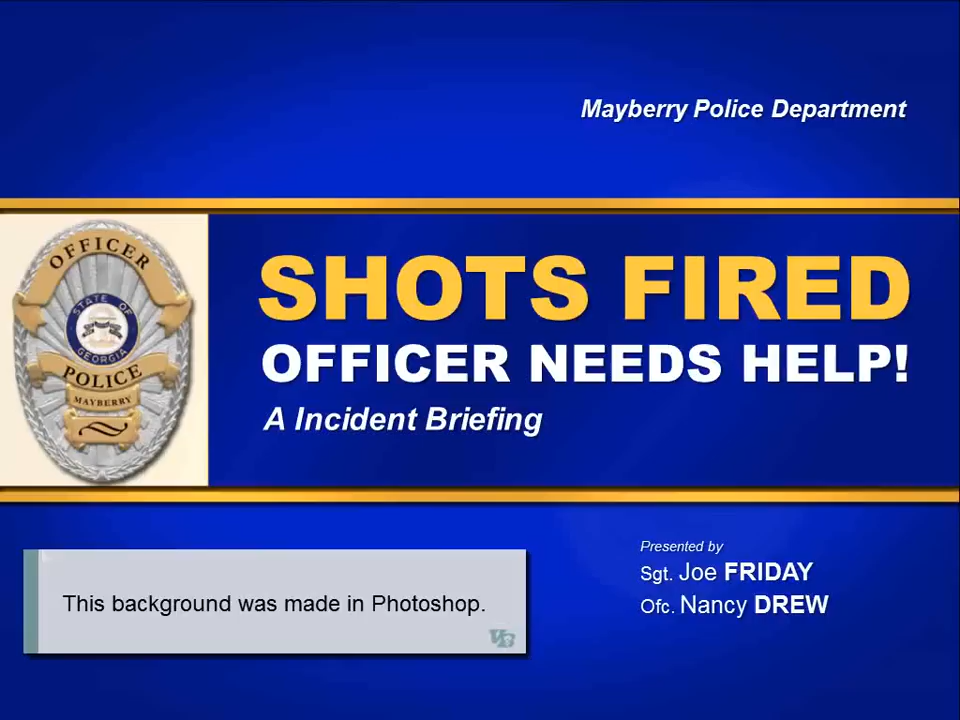 Mayberry Police Department
OFFICER
STATE OF
GEORGIA
POLICE
MAYBERRY
SHOTS FIRED
OFFICER NEEDS HELP!
A Incident Briefing
Presented by
Sgt. Joe FRIDAY
Ofc. Nancy DREW
This background was made in Photoshop.